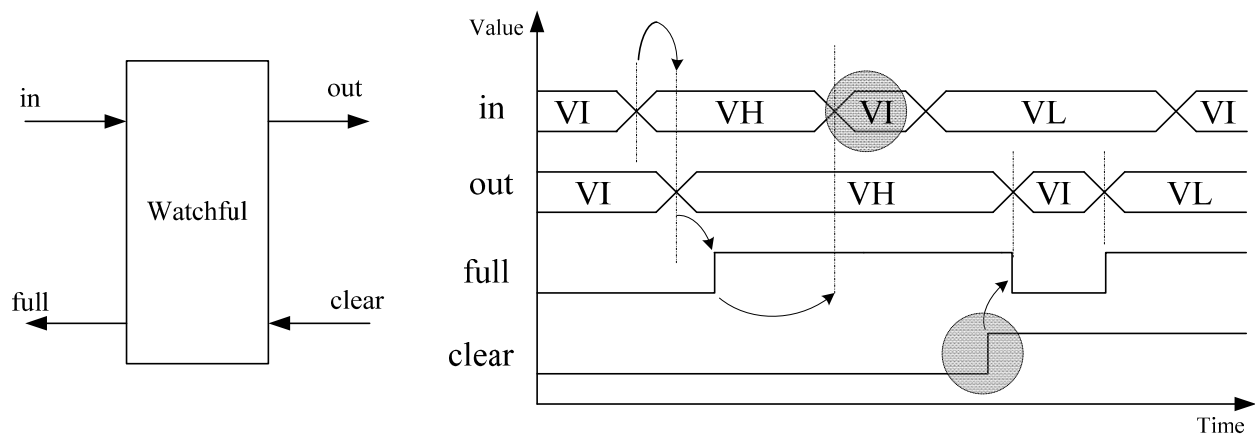 in
out
Watchful
full
clear
Value
in
VI
VH
VI
VL
VI
out
VI
VH
VI
VL
full
clear
Time